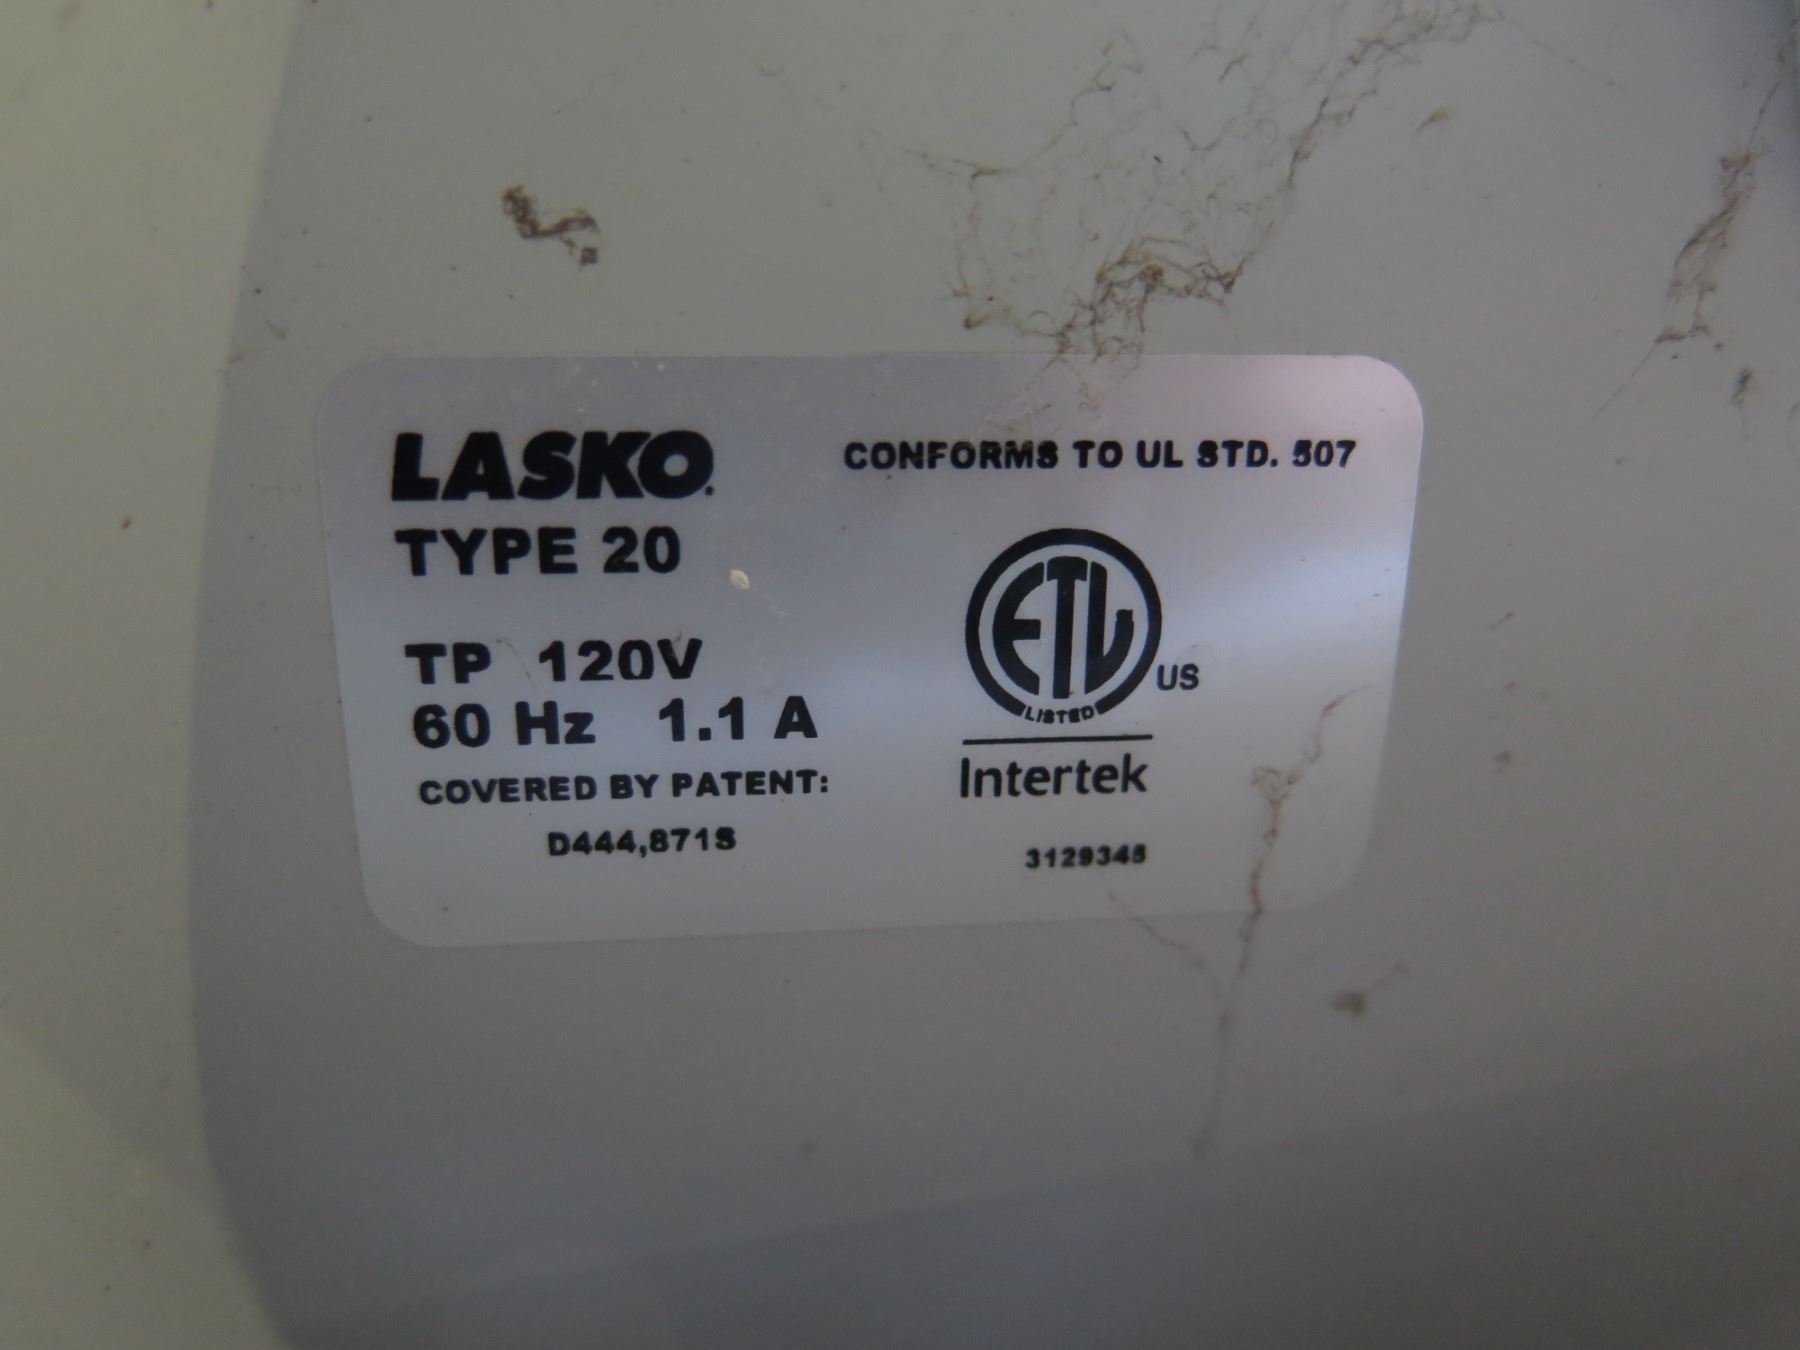 LASKO.
TYPE 20
TP 120V
60 Hz 1.1 A
COVERED BY PATENT:
D444,871S
CONFORMS TO UL STD. 507
ETL
LISTED
US
Intertek
3129345